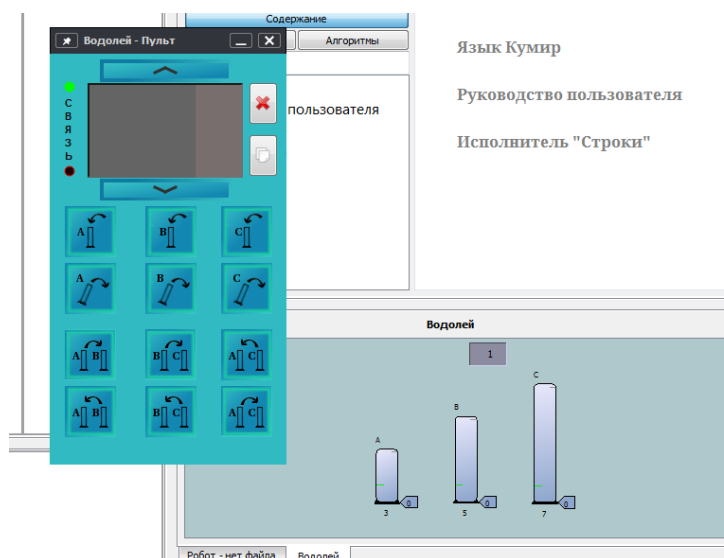 Содержание
Водолей - Пульт
Алгоритмы
Язык Кумир
СВЯЗЬ
пользователя
Руководство пользователя
Исполнитель "Строки"
A
B
C
A
B
C
A B
B C
A C
A B
B C
A C
Водолей
1
C
B
A
0
0
0
3
5
7
Робот - нет файла
Водолей